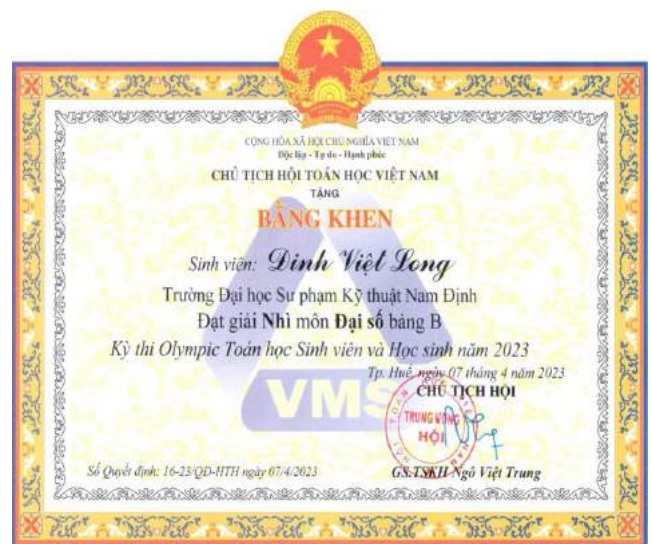 CỘNG HÒA XÃ HỘI CHỦ NGHĨA VIỆT NAM
Độc lập - Tự do - Hạnh phúc
CHỦ TỊCH HỘI TOÁN HỌC VIỆT NAM
TẶNG
BẰNG KHEN
Sinh viên: Đinh Việt Long
Trường Đại học Sư phạm Kỹ thuật Nam Định
Đạt giải Nhì môn Đại số bảng B
Kỳ thi Olympic Toán học Sinh viên và Học sinh năm 2023
Tp. Huế, ngày 07 tháng 4 năm 2023
CHỦ TỊCH HỘI
VMS
TRUNG ƯƠNG
HỘI
Số Quyết định: 16-23/QĐ-HTH ngày 07/4/2023
GS.TSKH Ngô Việt Trung